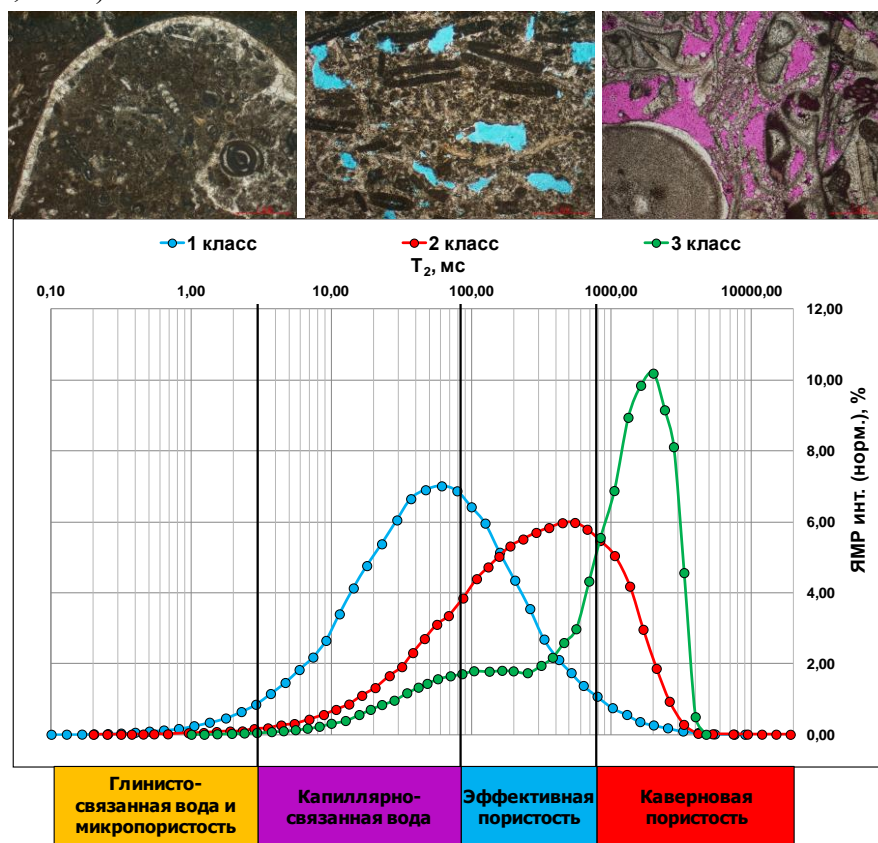 1 класс
2 класс
3 класс
T₂, мс
0,10 1,00 10,00 100,00 1000,00 10000,00
12,00
10,00
8,00
6,00
4,00
2,00
0,00
ЯМР инт. (норм.), %
Глинисто-
связанная вода и
микропористость
Капиллярно-
связанная вода
Эффективная
пористость
Каверновая
пористость